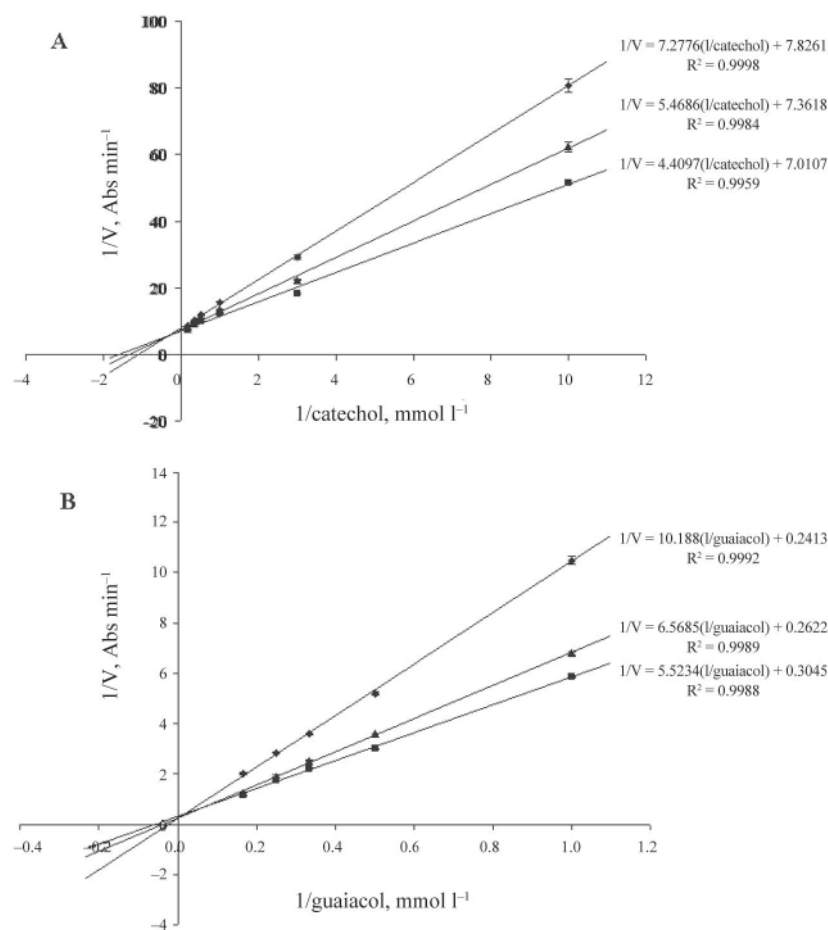 A
100
80
60
40
20
0
-20
1/V, Abs min⁻¹
–4
–2
0
2
4
6
8
10
12
1/catechol, mmol l⁻¹
1/V = 7.2776(l/catechol) + 7.8261
R² = 0.9998
1/V = 5.4686(l/catechol) + 7.3618
R² = 0.9984
1/V = 4.4097(l/catechol) + 7.0107
R² = 0.9959
B
14
12
10
8
6
4
2
0
–2
–4
1/V, Abs min⁻¹
–0.4
–0.2
0.0
0.2
0.4
0.6
0.8
1.0
1.2
1/guaiacol, mmol l⁻¹
1/V = 10.188(l/guaiacol) + 0.2413
R² = 0.9992
1/V = 6.5685(l/guaiacol) + 0.2622
R² = 0.9989
1/V = 5.5234(l/guaiacol) + 0.3045
R² = 0.9988